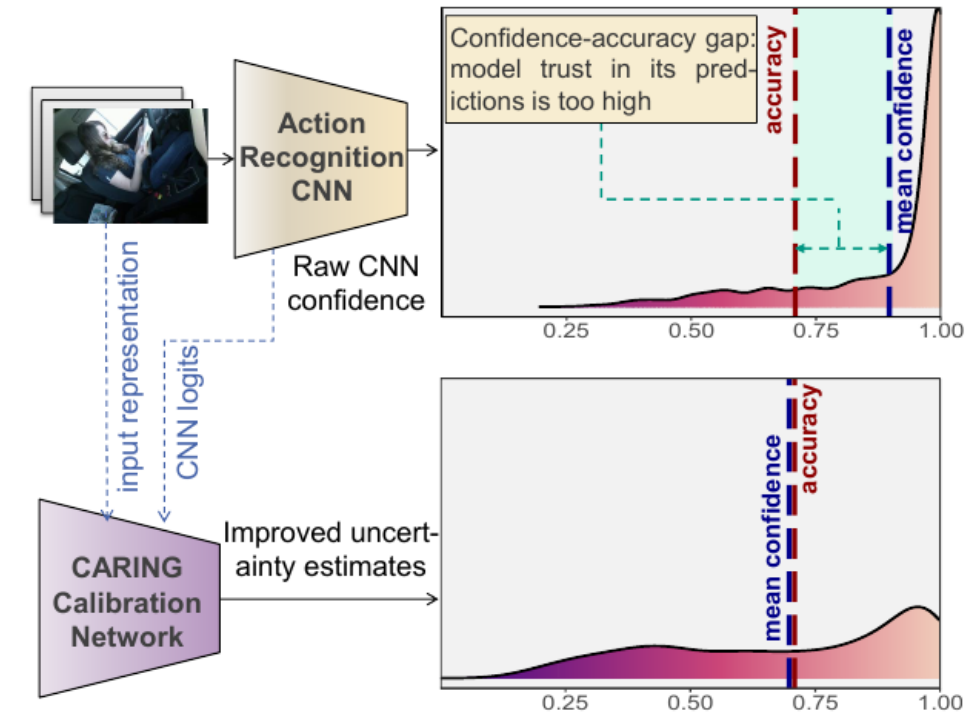 Confidence-accuracy gap:
model trust in its pred-
ictions is too high
accuracy
mean confidence
Action
Recognition
CNN
Raw CNN
confidence
0.25
0.50
0.75
1.00
input representation
CNN logits
CARING
Calibration
Network
Improved uncert-
ainty estimates
mean confidence
accuracy
0.25
0.50
0.75
1.00